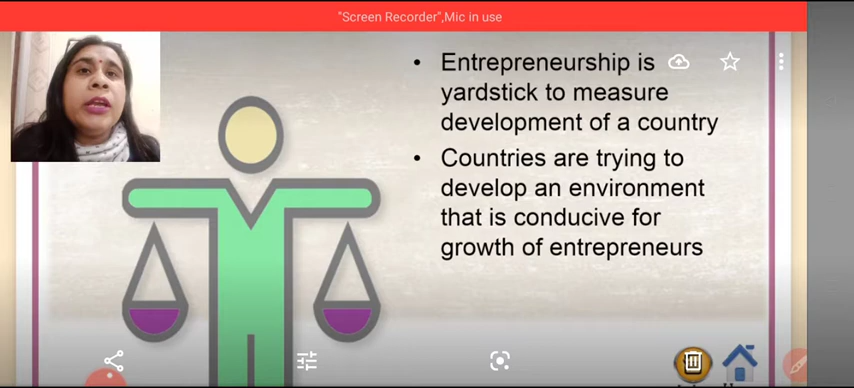 "Screen Recorder",Mic in use
• Entrepreneurship is
yardstick to measure
development of a country
• Countries are trying to
develop an environment
that is conducive for
growth of entrepreneurs